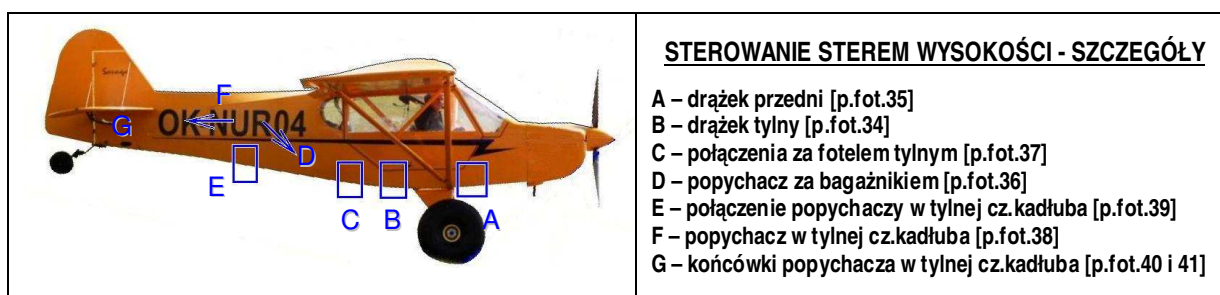 Savage
OK-NUR04
F
G
D
E
C
B
A
STEROWANIE STEREM WYSOKOŚCI - SZCZEGÓŁY
A – drążek przedni [p.fot.35]
B – drążek tylny [p.fot.34]
C – połączenia za fotelem tylnym [p.fot.37]
D – popychacz za bagażnikiem [p.fot.36]
E – połączenie popychaczy w tylnej cz.kadłuba [p.fot.39]
F – popychacz w tylnej cz.kadłuba [p.fot.38]
G – końcówki popychacza w tylnej cz.kadłuba [p.fot.40 i 41]